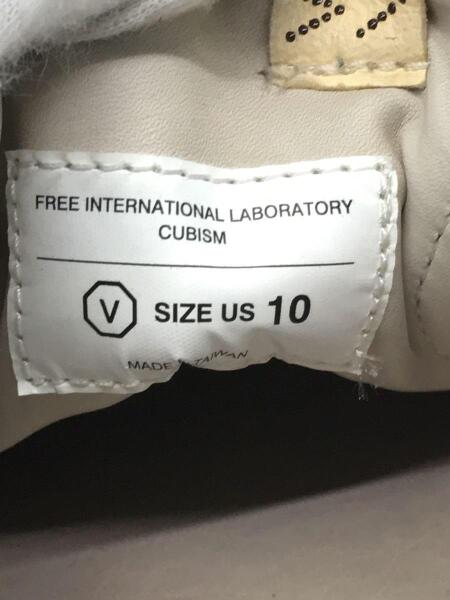 FREE INTERNATIONAL LABORATORY
CUBISM
V SIZE US 10
MADE TAIWAN